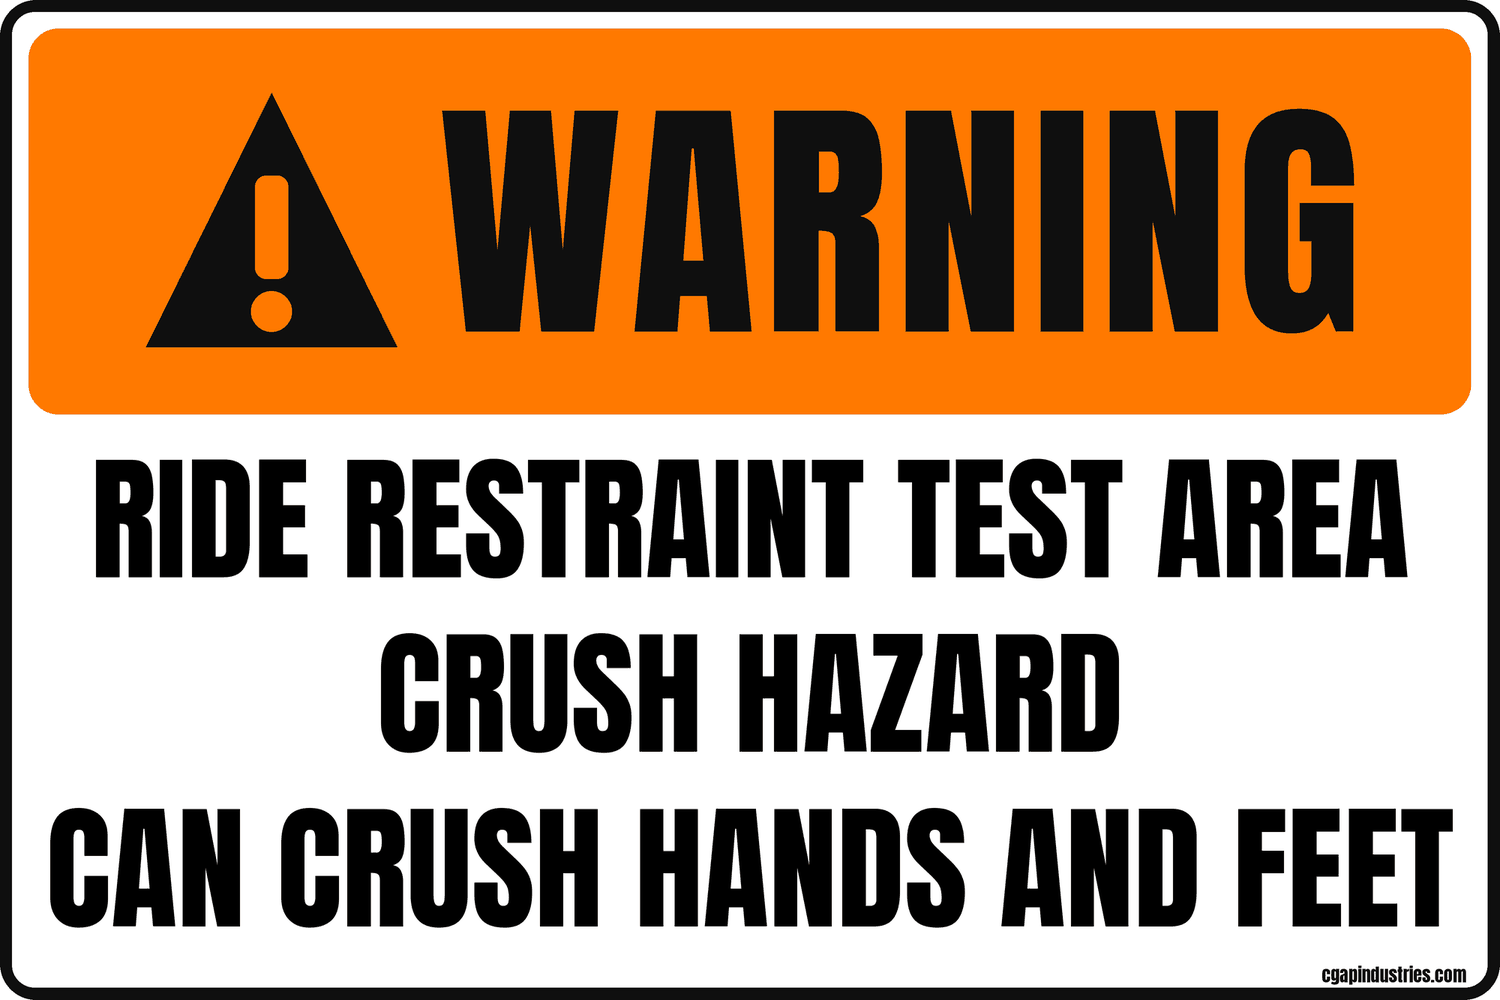 WARNING
RIDE RESTRAINT TEST AREA
CRUSH HAZARD
CAN CRUSH HANDS AND FEET
cgapindustries.com